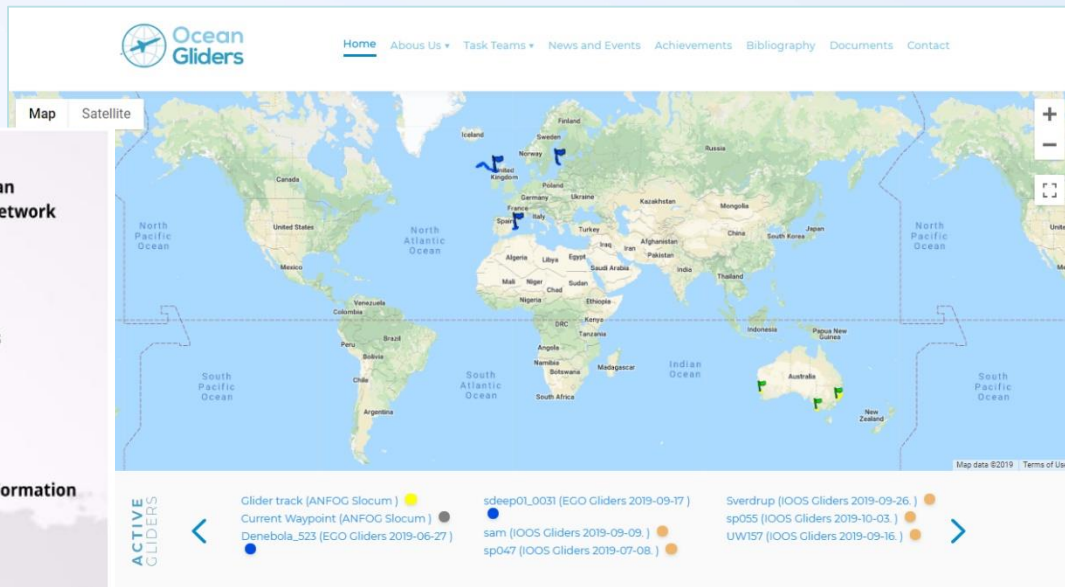 Ocean
Gliders
Home Abous Us Task Teams News and Events Achievements Bibliography Documents Contact
Map Satellite
an
etwork
ormation
Iceland
Finland
Sweden
Norway
Russia
United
Kingdom
Canada
Poland
Germany
Ukraine
Kazakhstan
Mongolia
France
Spain
Italy
Turkey
North
Pacific
Ocean
United States
North
Atlantic
Ocean
China
South Korea
Japan
North
Pacific
Ocean
Unite
Iraq
Iran
Afghanistan
Pakistan
Algeria
Libya
Egypt
Saudi Arabia
Mexico
India
Thailand
Me
Mali
Niger
Chad
Sudan
Nigeria
Ethiopia
Venezuela
Colombia
DRC
Kenya
Tanzania
Indonesia
Papua New
Guinea
Peru
Brazil
Bolivia
Angola
Namibia
Botswana
Madagascar
Indian
Ocean
South
Pacific
Ocean
Chile
South
Atlantic
Ocean
South Africa
Australia
South
Pacific
Ocean
Argentina
New
Zealand
Map data ©2019 Terms of Use
ACTIVE
GLIDERS
Glider track (ANFOG Slocum )
Current Waypoint (ANFOG Slocum )
Denebola_523 (EGO Gliders 2019-06-27 )
sdeep01_0031 (EGO Gliders 2019-09-17 )
sam (IOOS Gliders 2019-09-09. )
sp047 (IOOS Gliders 2019-07-08. )
Sverdrup (IOOS Gliders 2019-09-26. )
sp055 (IOOS Gliders 2019-10-03. )
UW157 (IOOS Gliders 2019-09-16. )